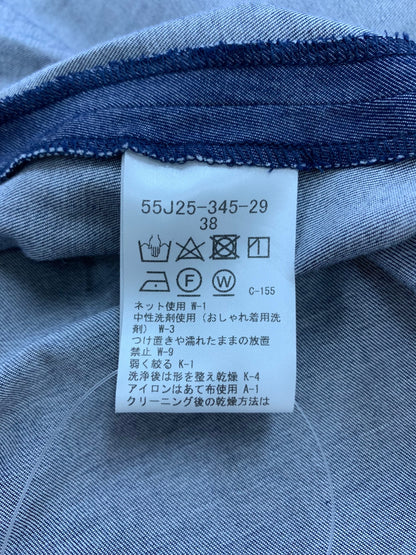 55J25-345-29
38
F W C-155
ネット使用 W-1
中性洗剤使用（おしゃれ着用洗
剤）W-3
つけ置きや濡れたままの放置
禁止 W-9
弱く絞る K-1
洗浄後は形を整え乾燥 K-4
アイロンはあて布使用 A-1
クリーニング後の乾燥方法は